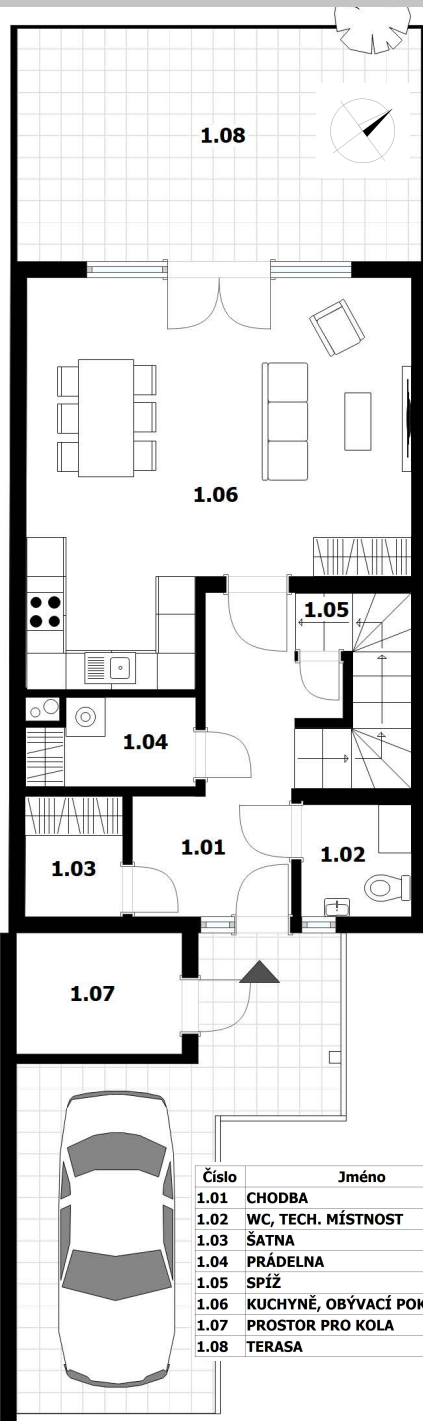 1.08
1.06
1.05
1.04
1.01
1.02
1.03
1.07
Číslo Jméno
1.01 CHODBA
1.02 WC, TECH. MÍSTNOST
1.03 ŠATNA
1.04 PRÁDELNA
1.05 SPÍŽ
1.06 KUCHYNĚ, OBÝVACÍ POK
1.07 PROSTOR PRO KOLA
1.08 TERASA